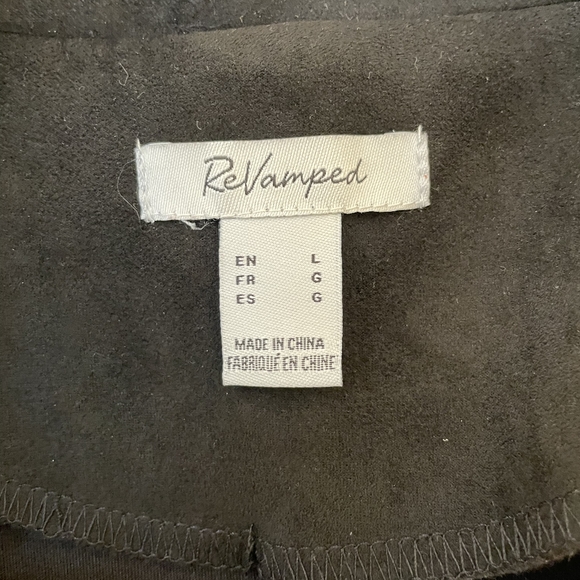 ReVamped
EN L
FR G
ES G
MADE IN CHINA
FABRIQUÉ EN CHINE